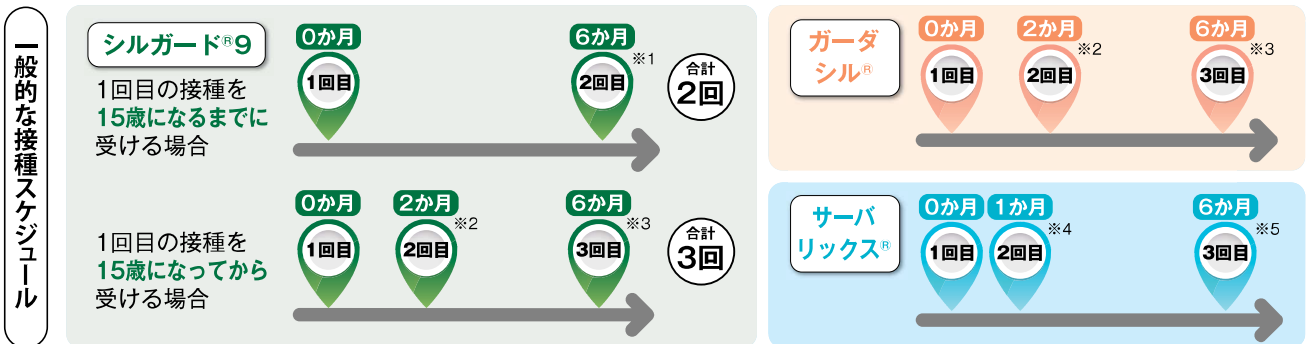 一般的な接種スケジュール
シルガード®9
1回目の接種を
15歳になるまでに
受ける場合
0か月
1回目
6か月
※1
2回目
合計
2回
1回目の接種を
15歳になってから
受ける場合
0か月
1回目
2か月
※2
2回目
6か月
※3
3回目
合計
3回
ガーダ
シル®
0か月
1回目
2か月
※2
2回目
6か月
※3
3回目
サーバ
リックス®
0か月
1回目
1か月
※4
2回目
6か月
※5
3回目